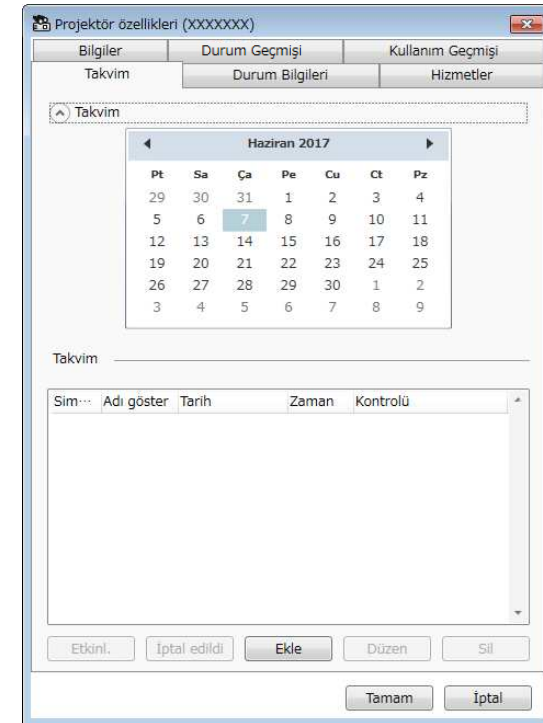 Projektör özellikleri (XXXXXXX)
Bilgiler Durum Geçmişi Kullanım Geçmişi
Takvim Durum Bilgileri Hizmetler
Takvim
Haziran 2017
Pt Sa Ça Pe Cu Ct Pz
29 30 31 1 2 3 4
5 6 7 8 9 10 11
12 13 14 15 16 17 18
19 20 21 22 23 24 25
26 27 28 29 30 1 2
3 4 5 6 7 8 9
Takvim
Sim··· Adı göster Tarih Zaman Kontrolü
Etkinl. İptal edildi Ekle Düzen Sil
Tamam İptal